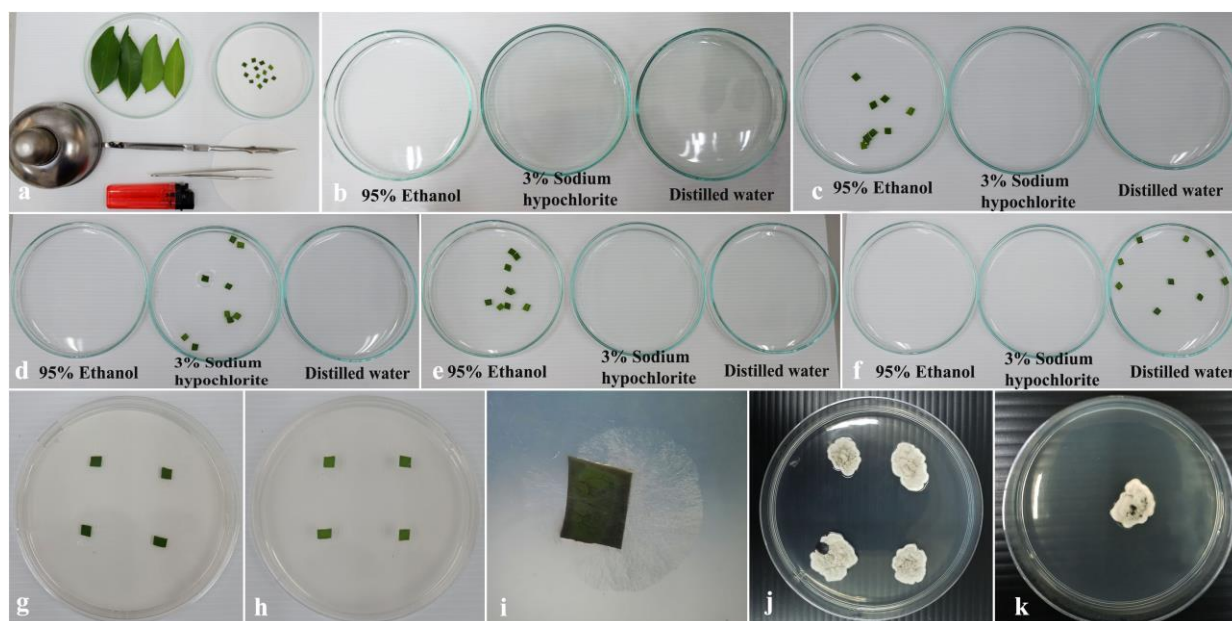 a
b
95% Ethanol
3% Sodium
hypochlorite
Distilled water
c
95% Ethanol
3% Sodium
hypochlorite
Distilled water
d
95% Ethanol
3% Sodium
hypochlorite
Distilled water
e
95% Ethanol
3% Sodium
hypochlorite
Distilled water
f
95% Ethanol
3% Sodium
hypochlorite
Distilled water
g
h
i
j
k